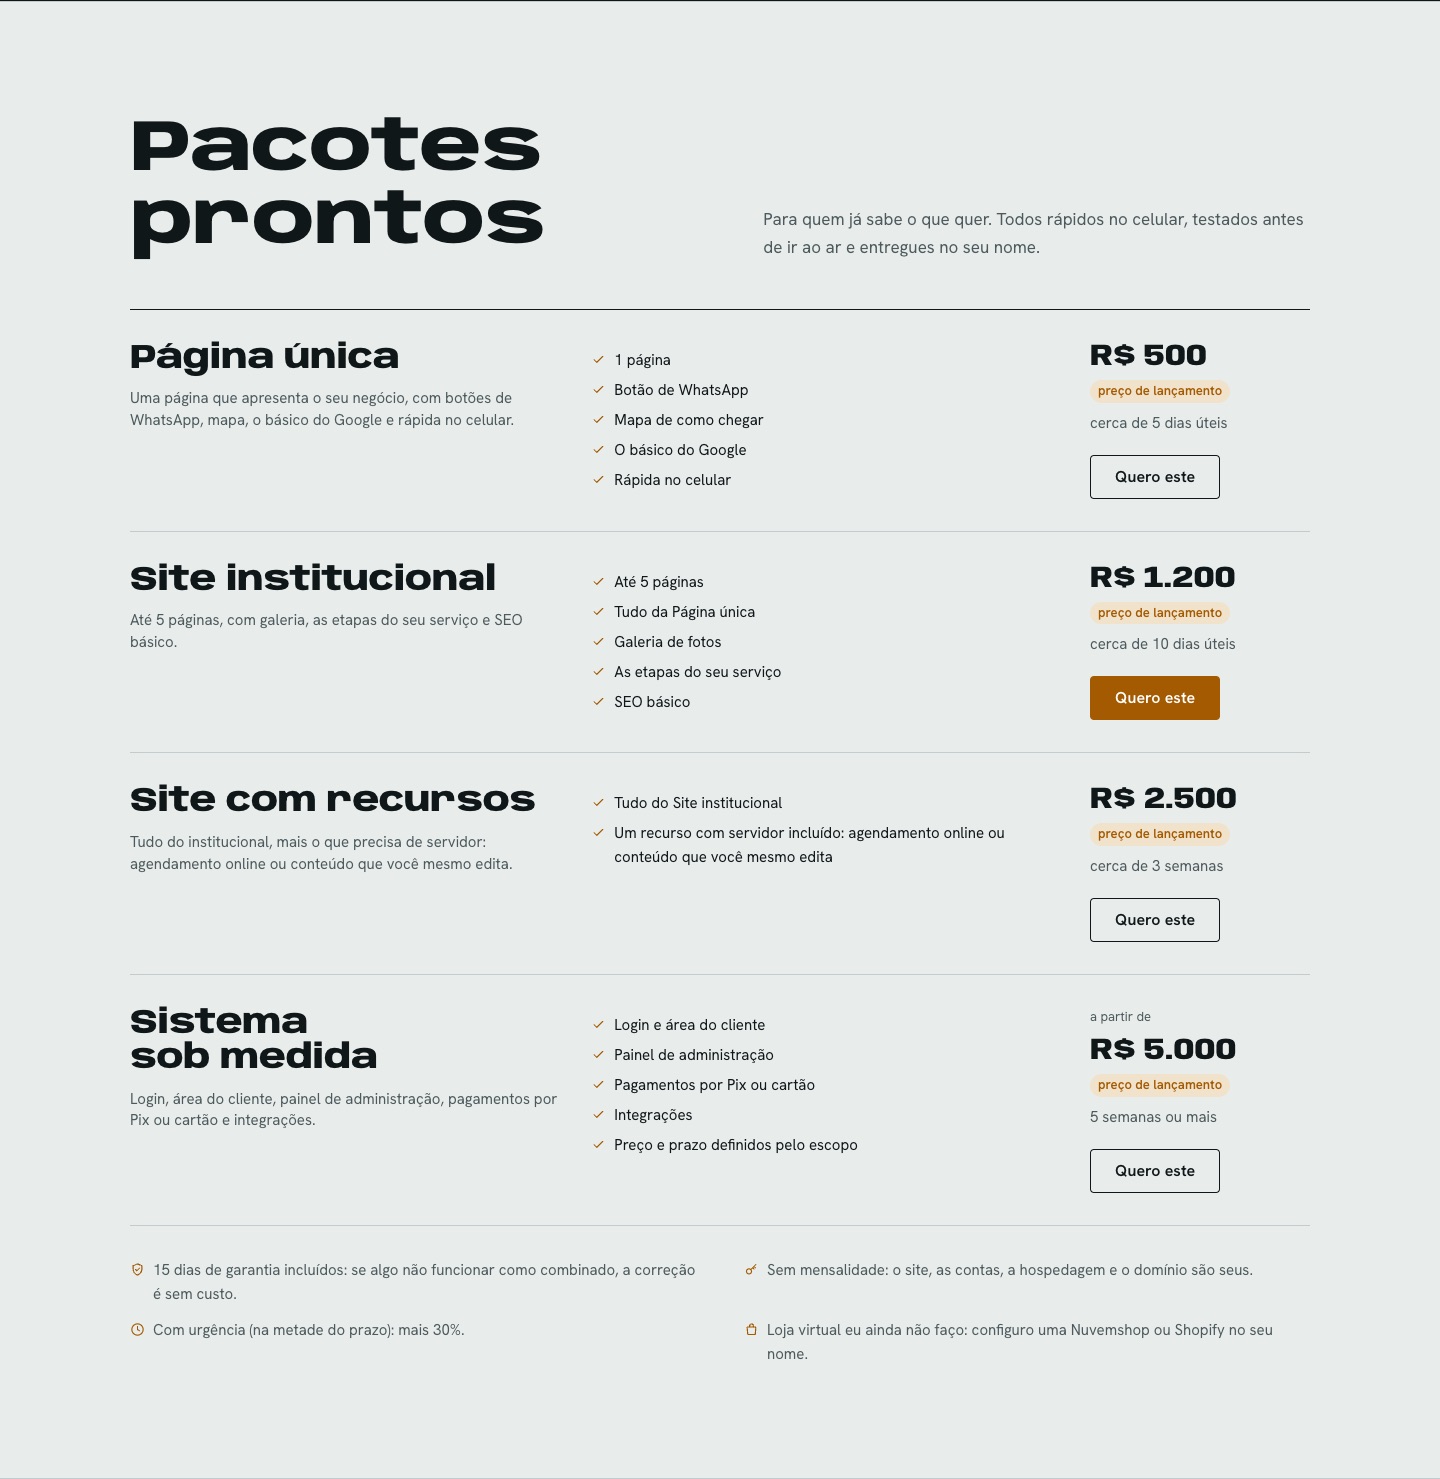 Pacotes
prontos
Para quem já sabe o que quer. Todos rápidos no celular, testados antes
de ir ao ar e entregues no seu nome.
Página única
Uma página que apresenta o seu negócio, com botões de
WhatsApp, mapa, o básico do Google e rápida no celular.
1 página
Botão de WhatsApp
Mapa de como chegar
O básico do Google
Rápida no celular
R$ 500
preço de lançamento
cerca de 5 dias úteis
Quero este
Site institucional
Até 5 páginas, com galeria, as etapas do seu serviço e SEO
básico.
Até 5 páginas
Tudo da Página única
Galeria de fotos
As etapas do seu serviço
SEO básico
R$ 1.200
preço de lançamento
cerca de 10 dias úteis
Quero este
Site com recursos
Tudo do institucional, mais o que precisa de servidor:
agendamento online ou conteúdo que você mesmo edita.
Tudo do Site institucional
Um recurso com servidor incluído: agendamento online ou
conteúdo que você mesmo edita
R$ 2.500
preço de lançamento
cerca de 3 semanas
Quero este
Sistema
sob medida
Login, área do cliente, painel de administração, pagamentos por
Pix ou cartão e integrações.
Login e área do cliente
Painel de administração
Pagamentos por Pix ou cartão
Integrações
Preço e prazo definidos pelo escopo
a partir de
R$ 5.000
preço de lançamento
5 semanas ou mais
Quero este
15 dias de garantia incluídos: se algo não funcionar como combinado, a correção
é sem custo.
Sem mensalidade: o site, as contas, a hospedagem e o domínio são seus.
Com urgência (na metade do prazo): mais 30%.
Loja virtual eu ainda não faço: configuro uma Nuvemshop ou Shopify no seu
nome.